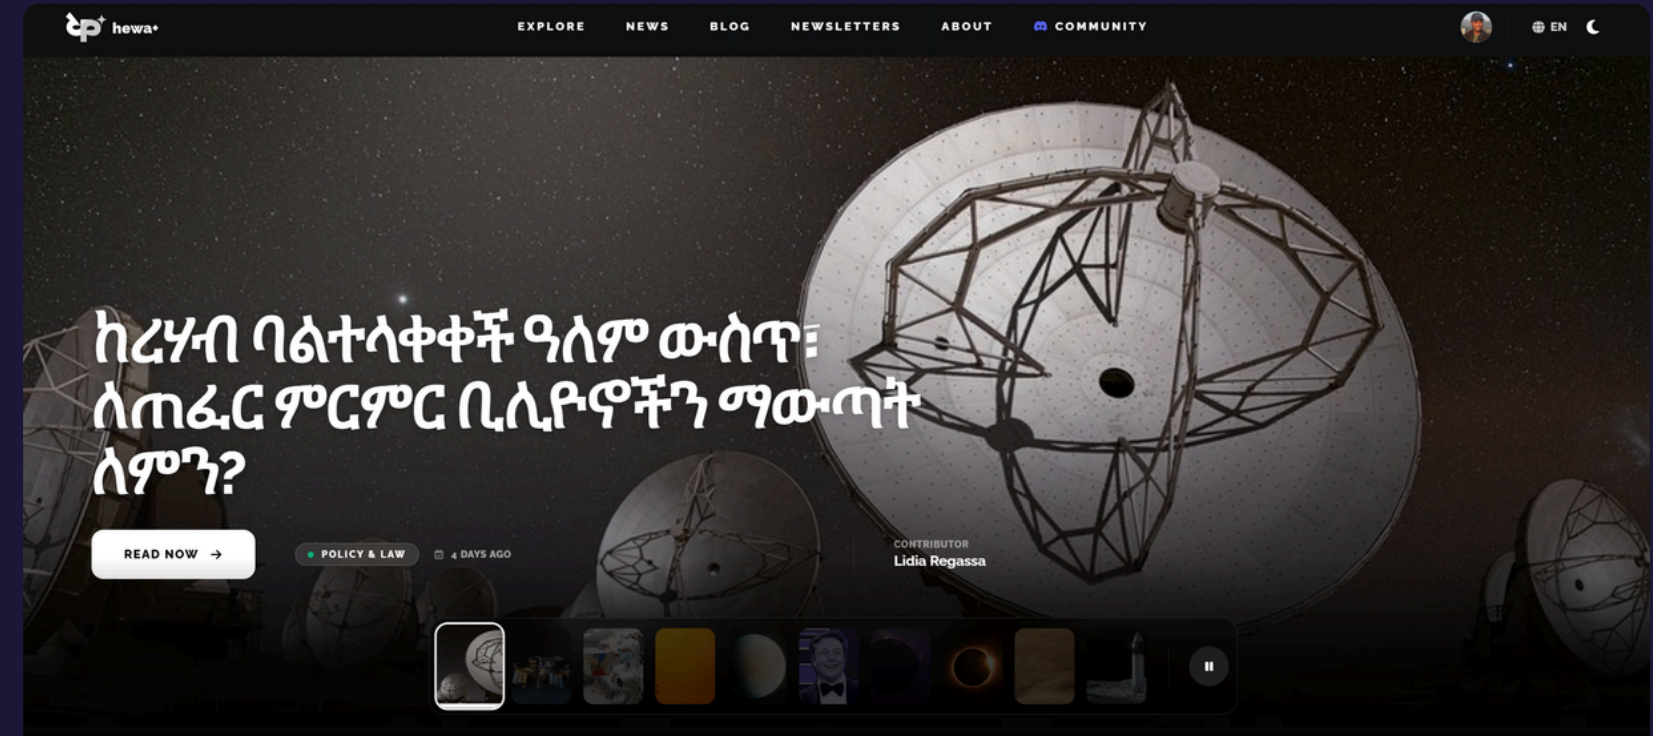 hewa+
EXPLORE NEWS BLOG NEWSLETTERS ABOUT COMMUNITY
EN
ከረሃብ ባልተላቀቀች ዓለም ውስጥ፣
ለጠፈር ምርምር ቢሊዮኖችን ማውጣት
ለምን?
READ NOW →
POLICY & LAW
4 DAYS AGO
CONTRIBUTOR
Lidia Regassa